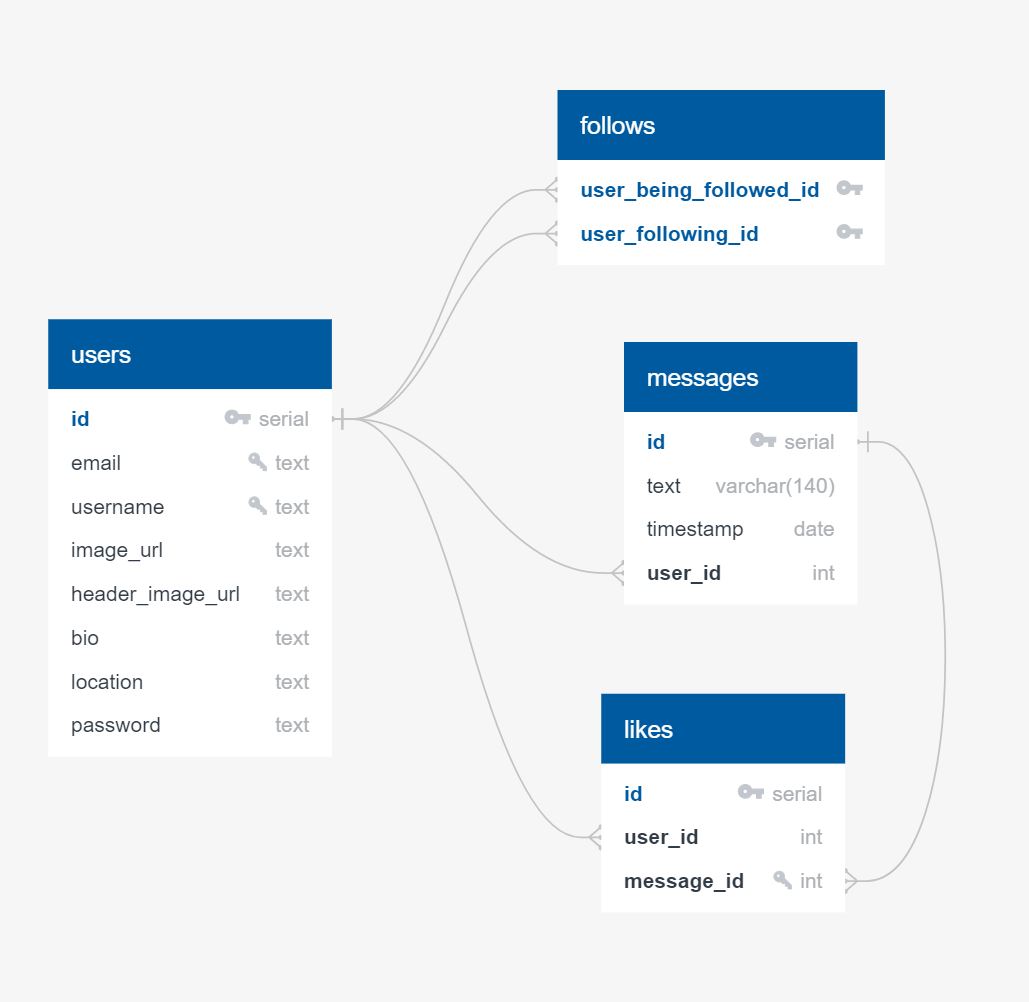 follows
user_being_followed_id
user_following_id
users
id serial
email text
username text
image_url text
header_image_url text
bio text
location text
password text
messages
id serial
text varchar(140)
timestamp date
user_id int
likes
id serial
user_id int
message_id int